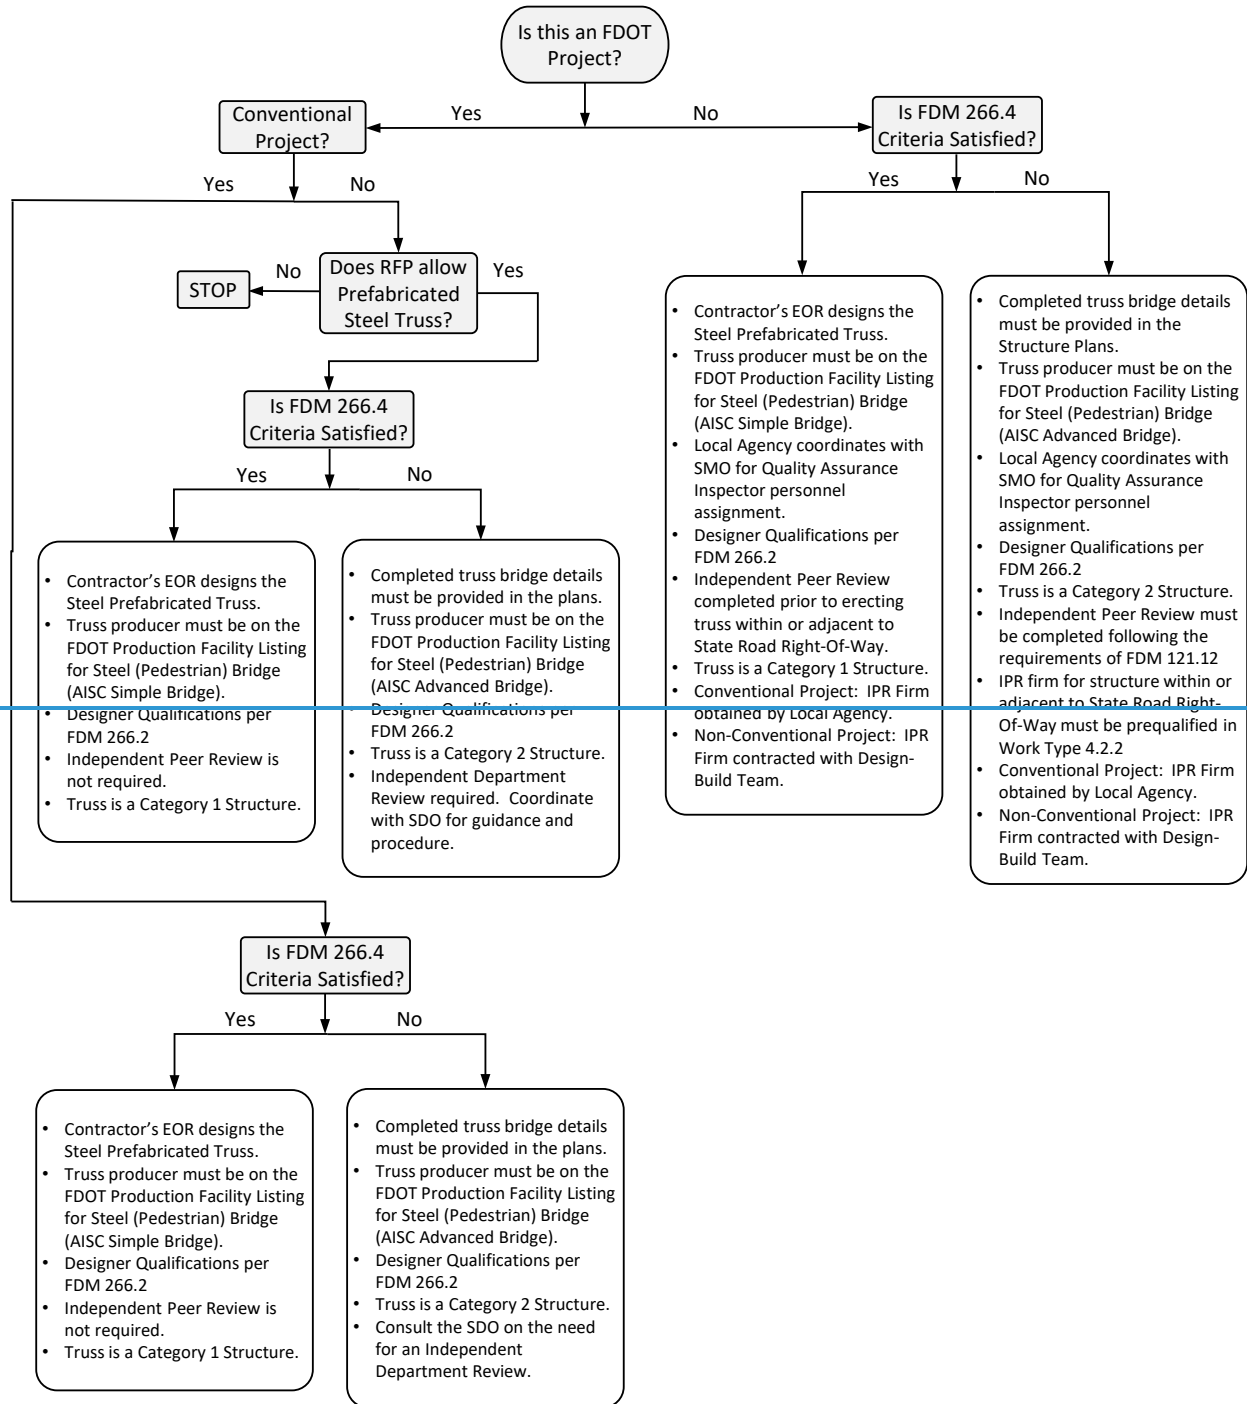 Is this an FDOT
Project?
Conventional
Project?
Yes
No
Is FDM 266.4
Criteria Satisfied?
Yes
No
Yes
No
STOP
No
Does RFP allow
Prefabricated
Steel Truss?
Yes
Is FDM 266.4
Criteria Satisfied?
Yes
No
• Contractor's EOR designs the
Steel Prefabricated Truss.
• Truss producer must be on the
FDOT Production Facility Listing
for Steel (Pedestrian) Bridge
(AISC Simple Bridge).
• Designer Qualifications per
FDM 266.2
• Independent Peer Review is
not required.
• Truss is a Category 1 Structure.
• Completed truss bridge details
must be provided in the plans.
• Truss producer must be on the
FDOT Production Facility Listing
for Steel (Pedestrian) Bridge
(AISC Advanced Bridge).
• Designer Qualifications per
FDM 266.2
• Truss is a Category 2 Structure.
• Independent Department
Review required.  Coordinate
with SDO for guidance and
procedure.
• Contractor's EOR designs the
Steel Prefabricated Truss.
• Truss producer must be on the
FDOT Production Facility Listing
for Steel (Pedestrian) Bridge
(AISC Simple Bridge).
• Local Agency coordinates with
SMO for Quality Assurance
Inspector personnel
assignment.
• Designer Qualifications per
FDM 266.2
• Independent Peer Review
completed prior to erecting
truss within or adjacent to
State Road Right-Of-Way.
• Truss is a Category 1 Structure.
• Conventional Project:  IPR Firm
obtained by Local Agency.
• Non-Conventional Project:  IPR
Firm contracted with Design-
Build Team.
• Completed truss bridge details
must be provided in the
Structure Plans.
• Truss producer must be on the
FDOT Production Facility Listing
for Steel (Pedestrian) Bridge
(AISC Advanced Bridge).
• Local Agency coordinates with
SMO for Quality Assurance
Inspector personnel
assignment.
• Designer Qualifications per
FDM 266.2
• Truss is a Category 2 Structure.
• Independent Peer Review must
be completed following the
requirements of FDM 121.12
• IPR firm for structure within or
adjacent to State Road Right-
Of-Way must be prequalified in
Work Type 4.2.2
• Conventional Project:  IPR Firm
obtained by Local Agency.
• Non-Conventional Project:  IPR
Firm contracted with Design-
Build Team.
Is FDM 266.4
Criteria Satisfied?
Yes
No
• Contractor's EOR designs the
Steel Prefabricated Truss.
• Truss producer must be on the
FDOT Production Facility Listing
for Steel (Pedestrian) Bridge
(AISC Simple Bridge).
• Designer Qualifications per
FDM 266.2
• Independent Peer Review is
not required.
• Truss is a Category 1 Structure.
• Completed truss bridge details
must be provided in the plans.
• Truss producer must be on the
FDOT Production Facility Listing
for Steel (Pedestrian) Bridge
(AISC Advanced Bridge).
• Designer Qualifications per
FDM 266.2
• Truss is a Category 2 Structure.
• Consult the SDO on the need
for an Independent
Department Review.